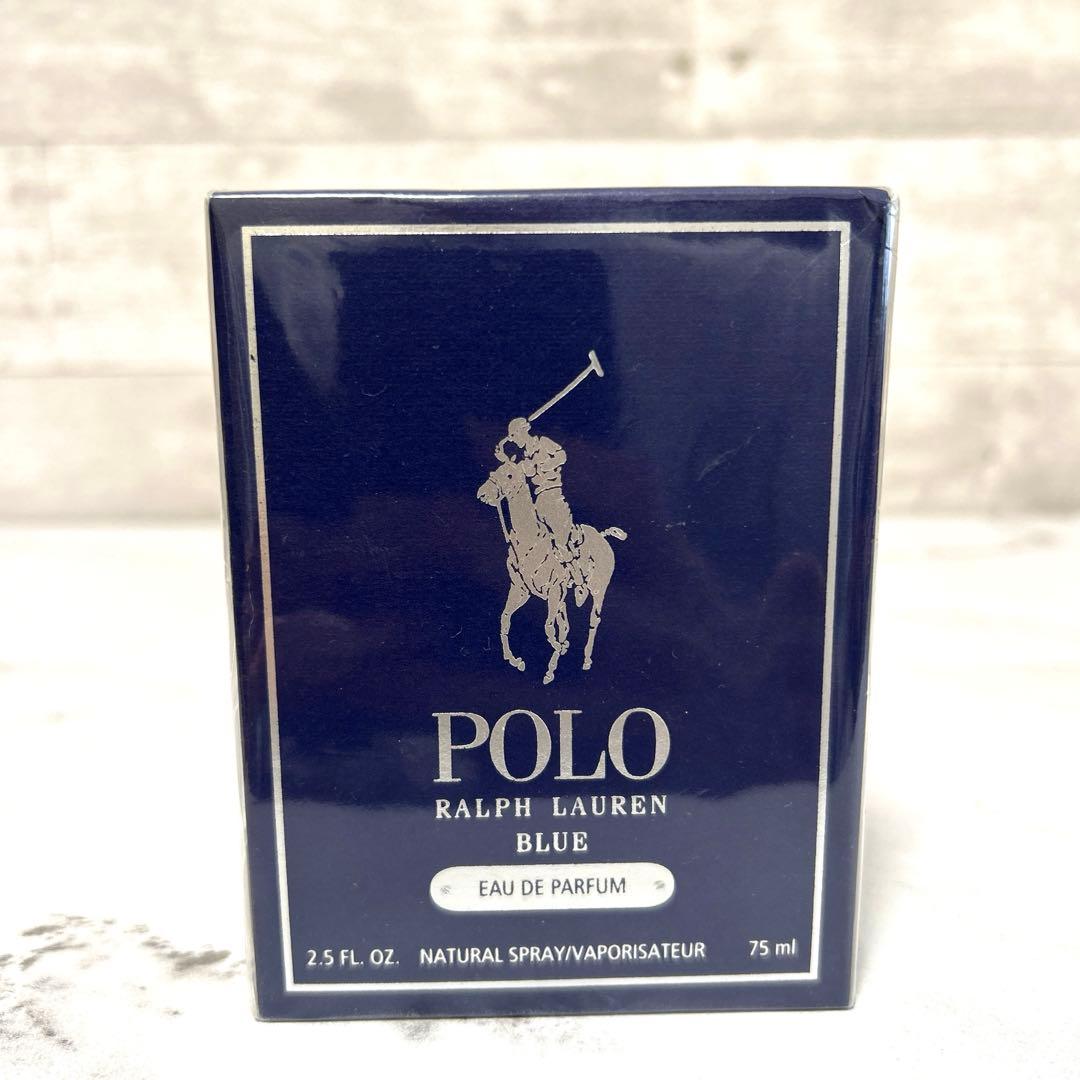 POLO
RALPH LAUREN
BLUE
EAU DE PARFUM
2.5 FL. OZ. NATURAL SPRAY/VAPORISATEUR 75 ml